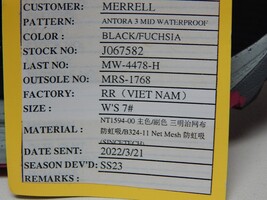 CUSTOMER: MERRELL
PATTERN: ANTORA 3 MID WATERPROOF
COLOR : BLACK/FUCHSIA
STOCK NO: J067582
LAST NO: MW-4478-H
OUTSOLE NO: MRS-1768
FACTORY: RR（VIET NAM）
SIZE: W'S 7#
MATERIAL : NT1594-00 主色/副色 三明治网布
防虹吸/B324-11 Net Mesh 防虹吸
(SINCETECH)
DATE SENT: 2022/3/21
SEASON DEV'D: SS23
REMARKS :